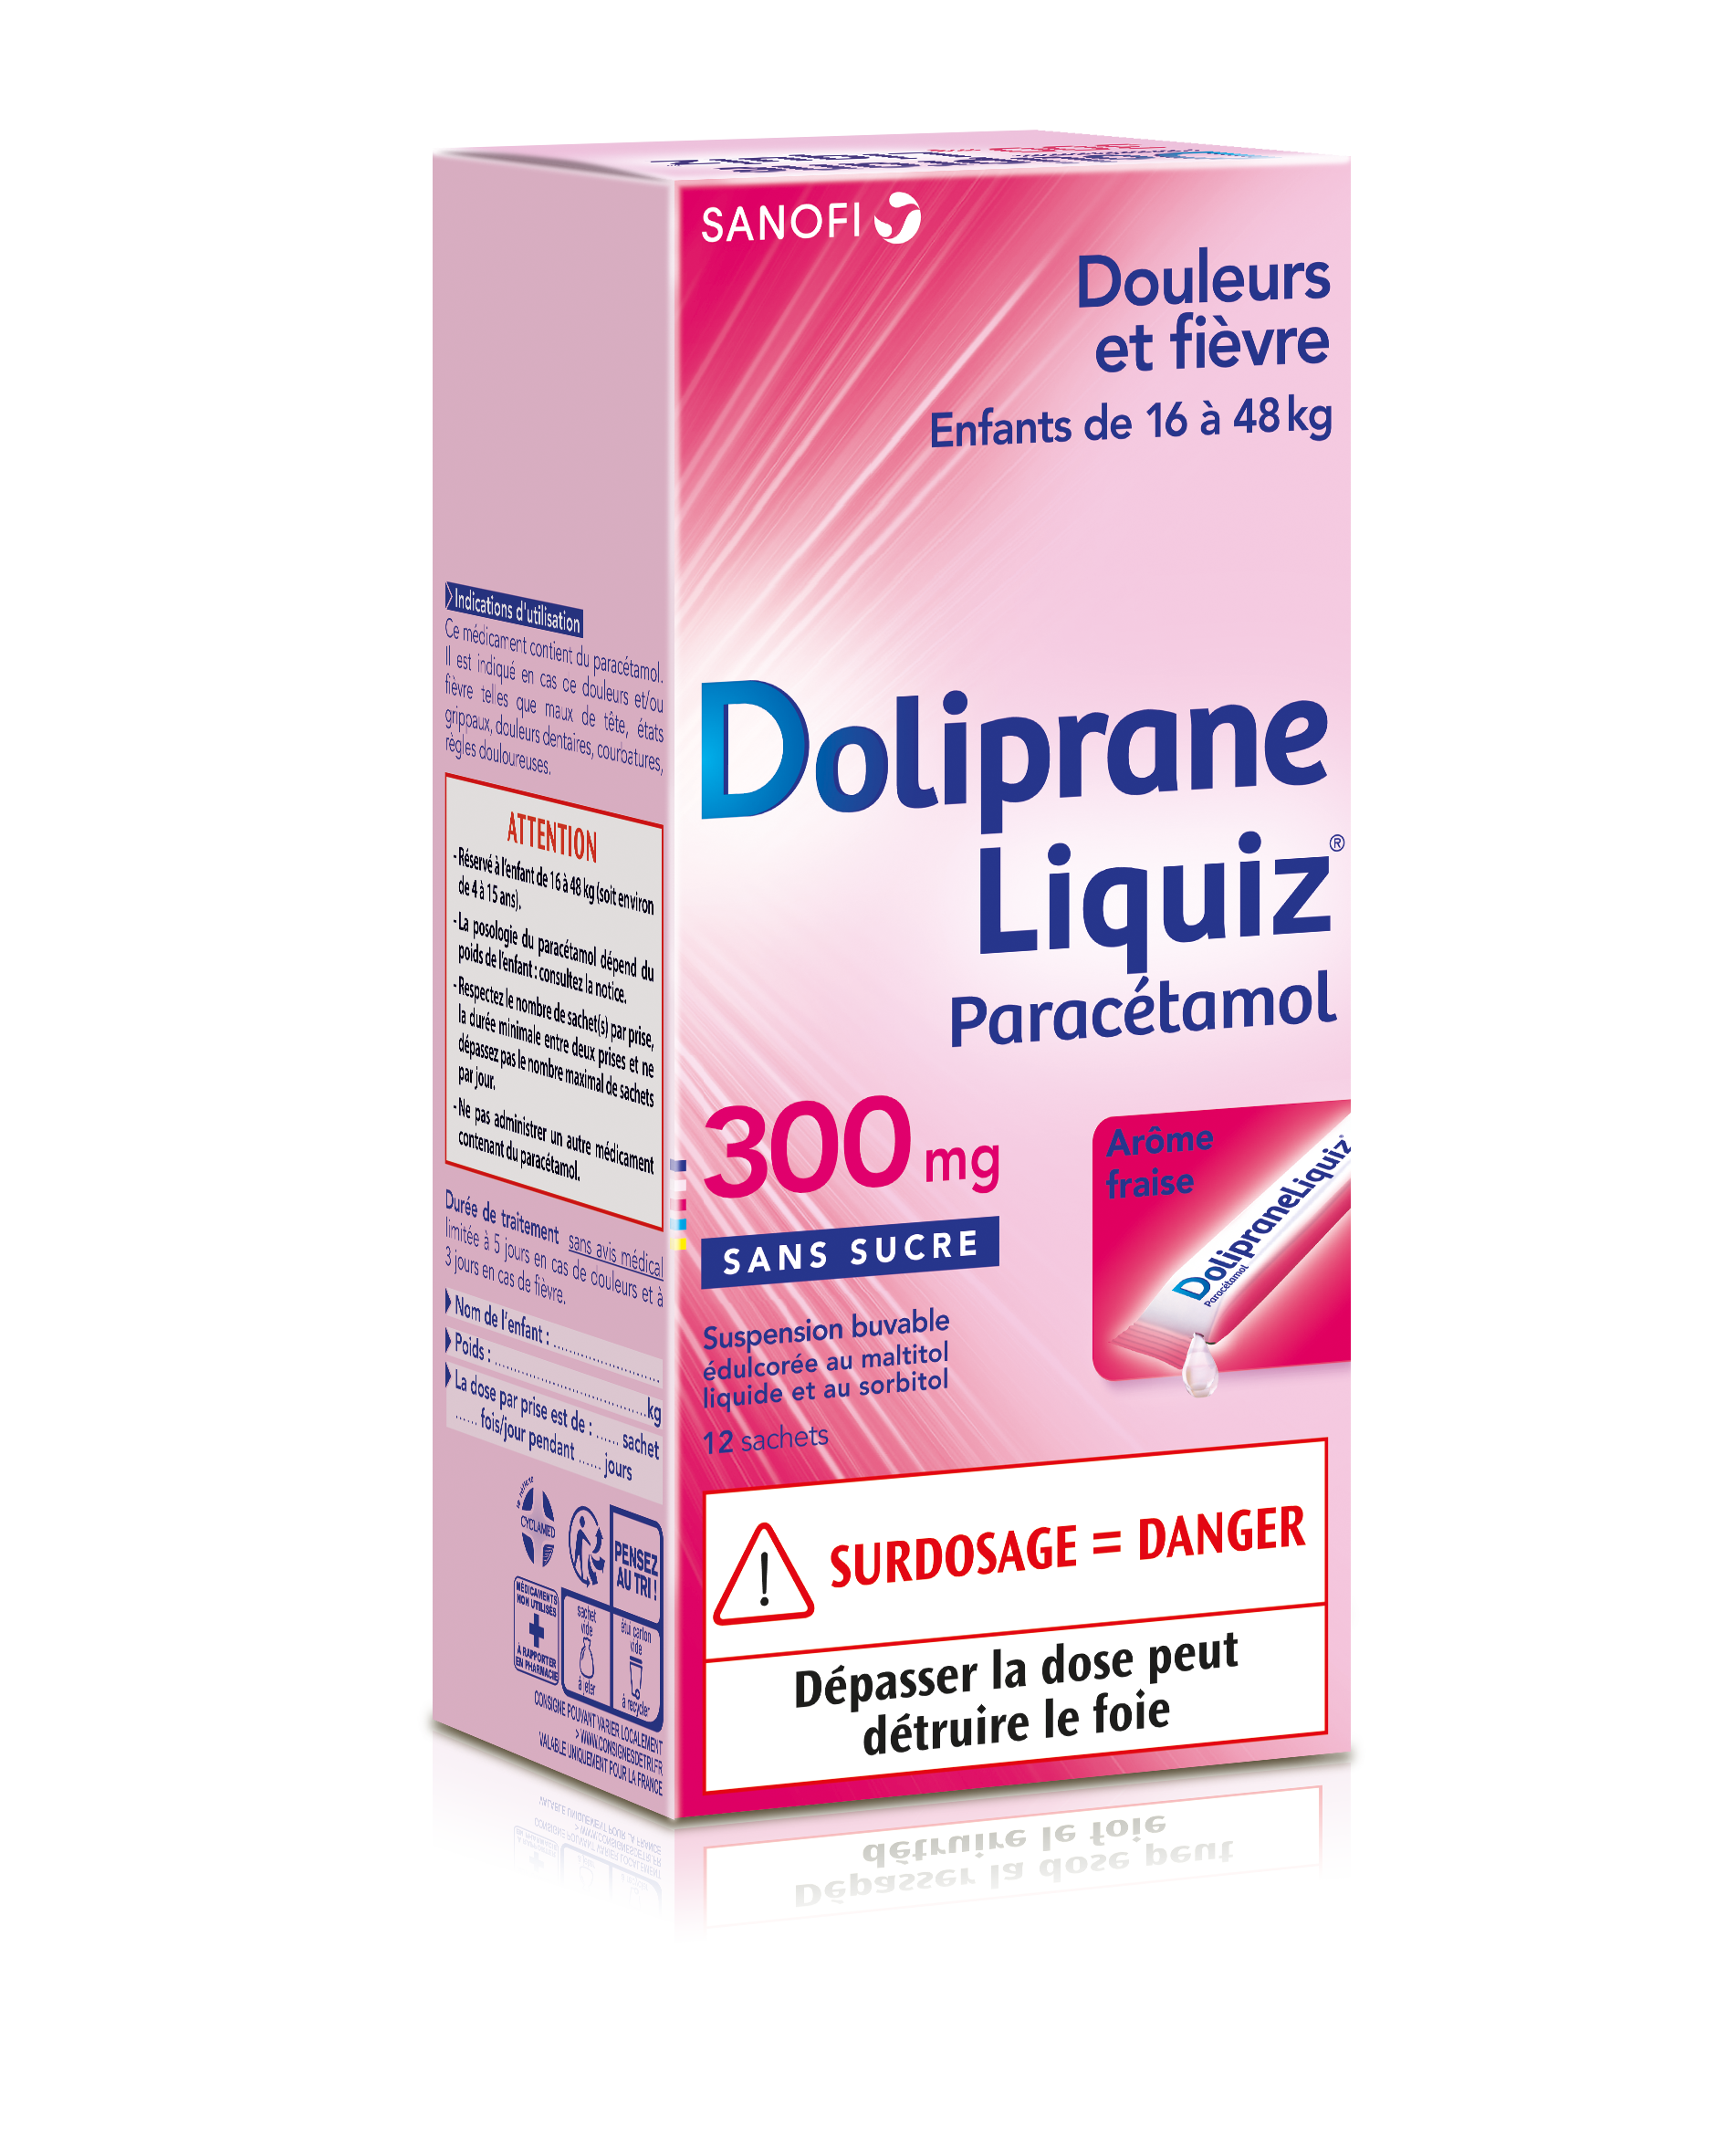 SANOFI
Douleurs
et fièvre
Enfants de 16 à 48 kg
Doliprane
Liquiz®
Paracétamol
300 mg
SANS SUCRE
Suspension buvable
édulcorée au maltitol
liquide et au sorbitol
12 sachets
Arôme
fraise
DolipraneLiquiz
Paracétamol
SURDOSAGE = DANGER
Dépasser la dose peut
détruire le foie
Indications d'utilisation
Ce médicament contient du paracétamol.
Il est indiqué en cas de douleurs et/ou
fièvre telles que maux de tête, états
grippaux, douleurs dentaires, courbatures,
règles douloureuses.
ATTENTION
- Réservé à l'enfant de 16 à 48 kg (soit environ
de 4 à 15 ans).
- La posologie du paracétamol dépend du
poids de l'enfant : consultez la notice.
- Respectez le nombre de sachet(s) par prise,
la durée minimale entre deux prises et ne
dépassez pas le nombre maximal de sachets
par jour.
- Ne pas administrer un autre médicament
contenant du paracétamol.
Durée de traitement sans avis médical
limitée à 5 jours en cas de douleurs et à
3 jours en cas de fièvre.
Nom de l'enfant : ......................
Poids : ...............................kg
La dose par prise est de : ...... sachet
...... fois/jour pendant ...... jours
CYCLAMED
PENSEZ
AU TRI !
MÉDICAMENTS
NON UTILISÉS
À RAPPORTER
EN PHARMACIE
sachet
vide
à jeter
étui carton
vide
à recycler
CONSIGNE POUVANT VARIER LOCALEMENT
> WWW.CONSIGNESDETRI.FR
VALABLE UNIQUEMENT POUR LA FRANCE